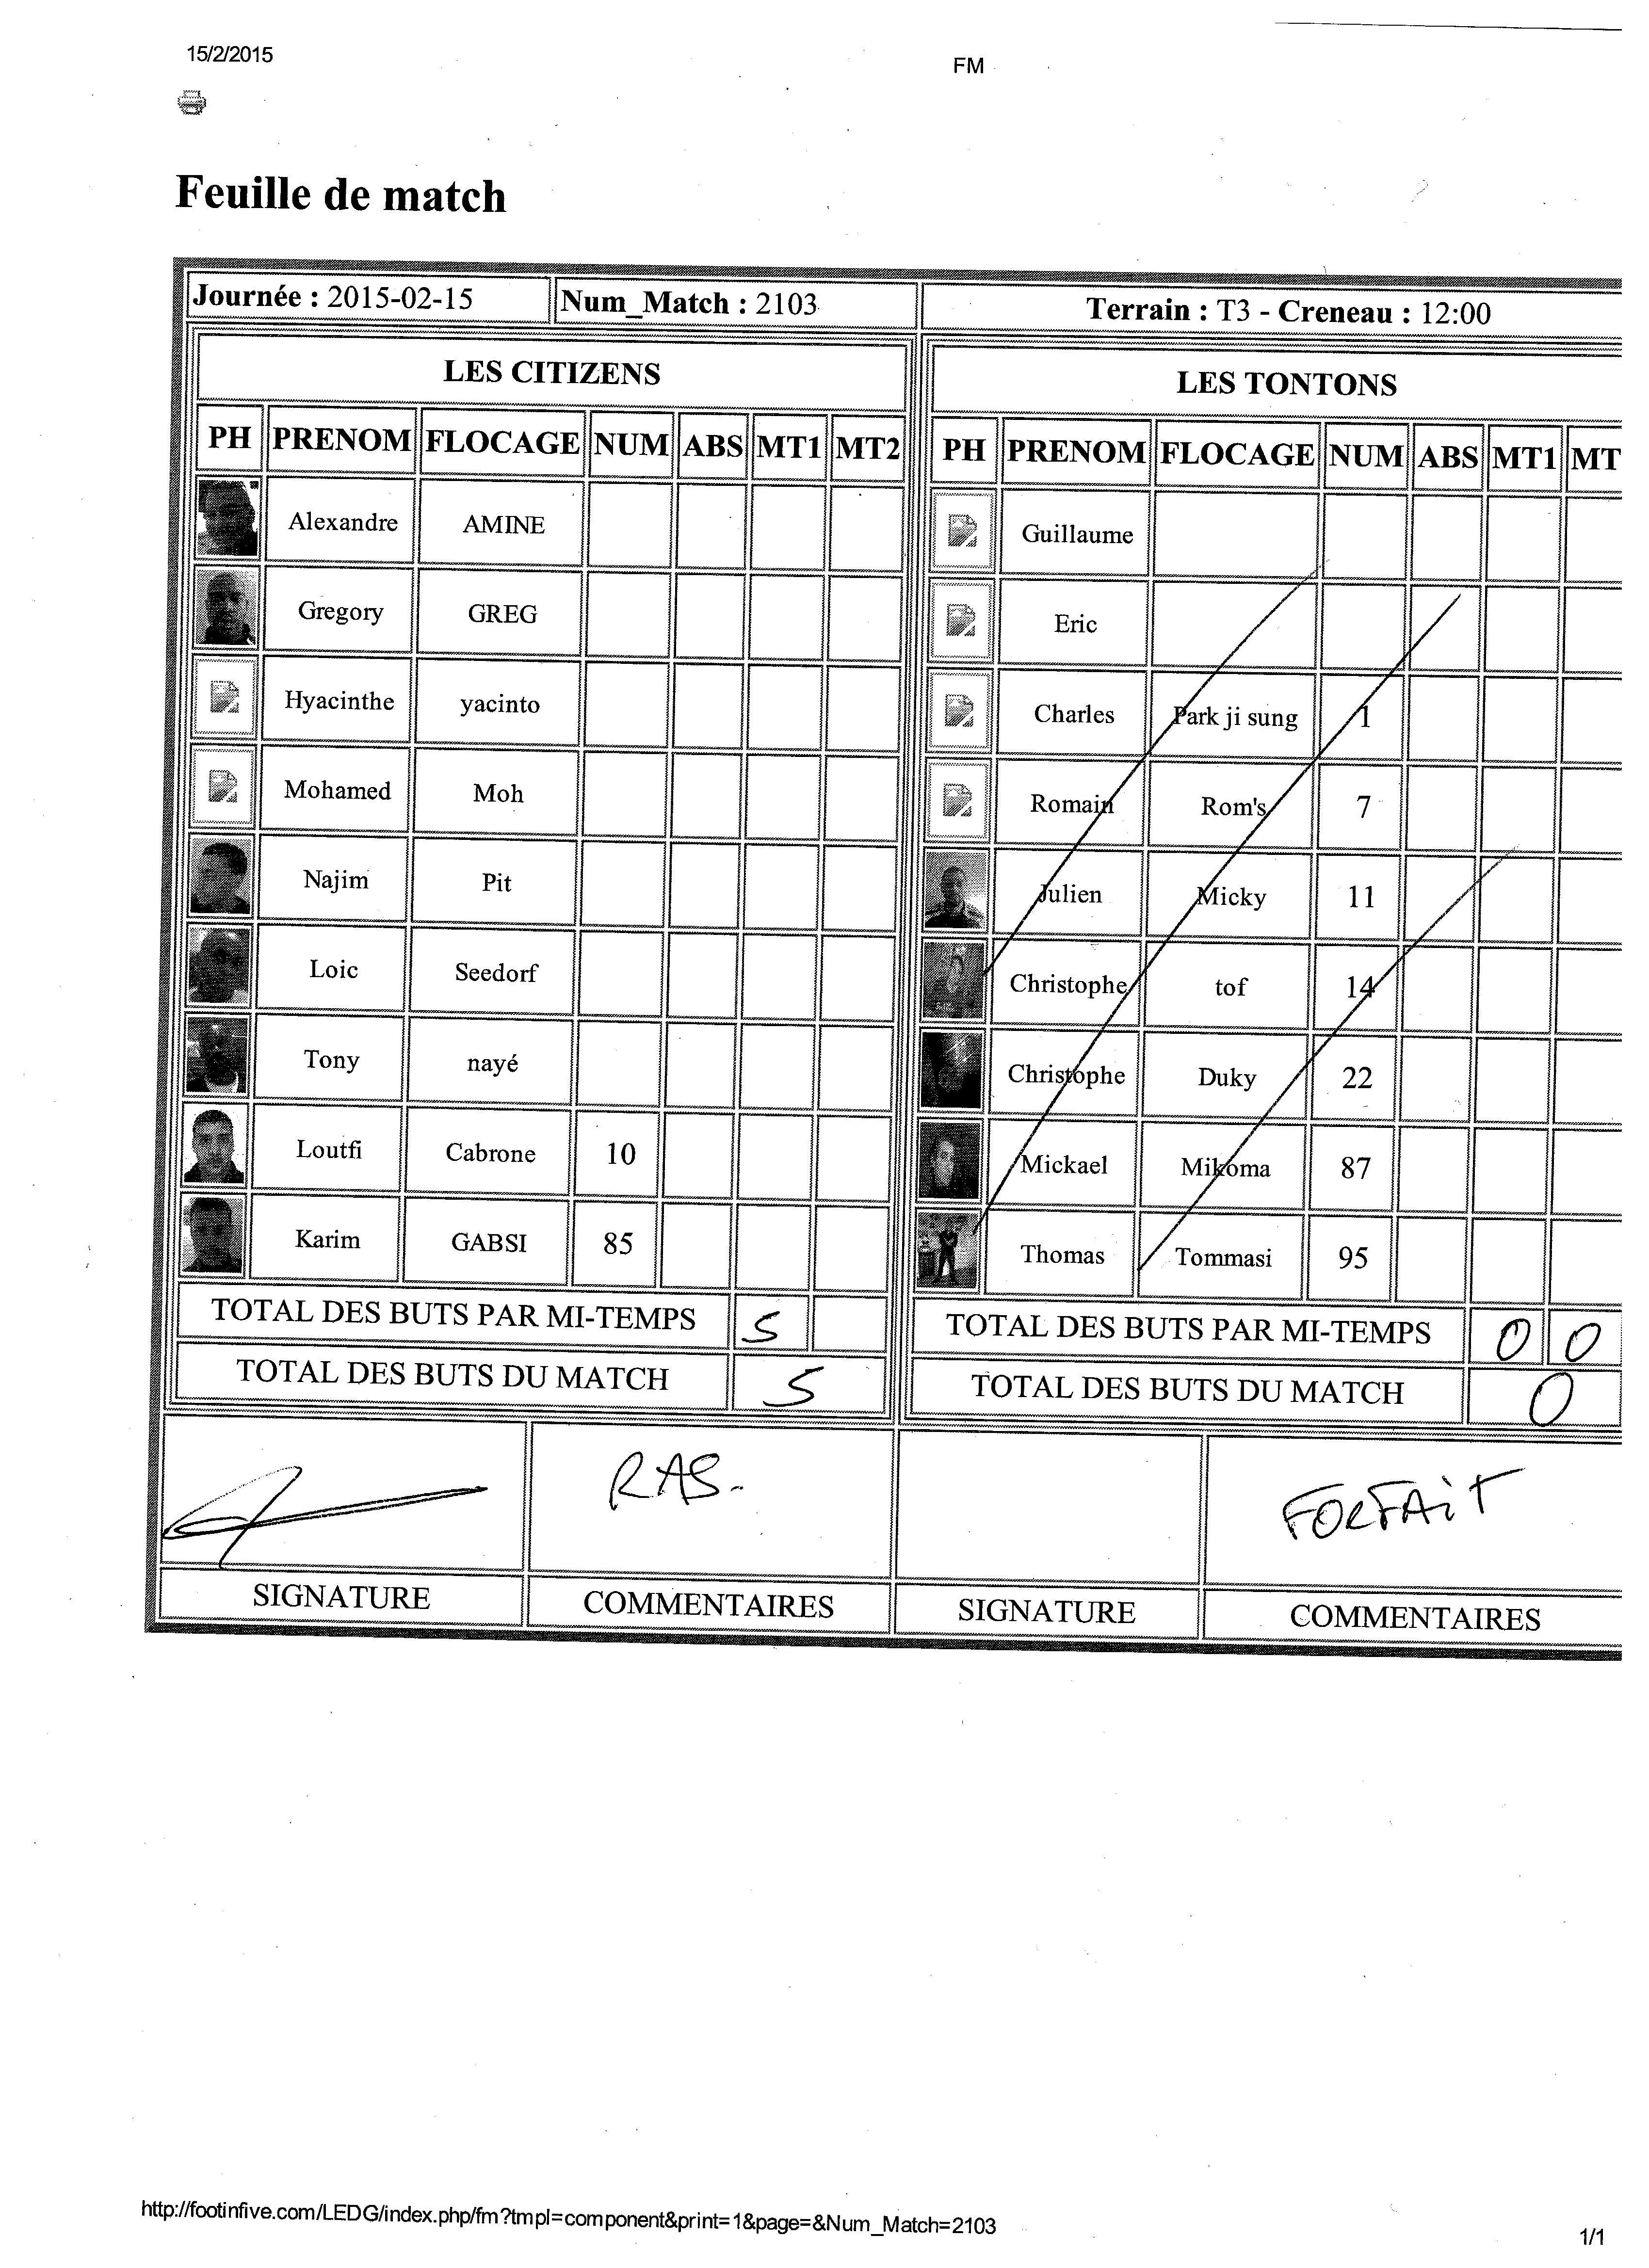 15/2/2015
FM
Feuille de match
Journée : 2015-02-15 Num_Match : 2103 Terrain : T3 - Creneau : 12:00
LES CITIZENS LES TONTONS
PH PRENOM FLOCAGE NUM ABS MT1 MT2 PH PRENOM FLOCAGE NUM ABS MT1 MT
Alexandre AMINE Guillaume
Gregory GREG Eric
Hyacinthe yacinto Charles Park ji sung 1
Mohamed Moh Romain Rom's 7
Najim Pit Julien Micky 11
Loic Seedorf Christophe tof 14
Tony nayé Christophe Duky 22
Loutfi Cabrone 10 Mickael Mikoma 87
Karim GABSI 85 Thomas Tommasi 95
TOTAL DES BUTS PAR MI-TEMPS 5 TOTAL DES BUTS PAR MI-TEMPS 0 0
TOTAL DES BUTS DU MATCH 5 TOTAL DES BUTS DU MATCH 0
RAS. FORFAiT
SIGNATURE COMMENTAIRES SIGNATURE COMMENTAIRES
http://footinfive.com/LEDG/index.php/fm?tmpl=component&print=1&page=&Num_Match=2103
1/1